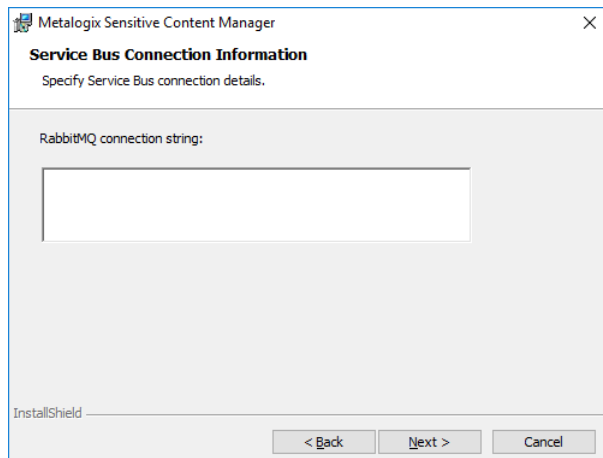 Metalogix Sensitive Content Manager
Service Bus Connection Information
Specify Service Bus connection details.
RabbitMQ connection string:
InstallShield
< Back Next > Cancel